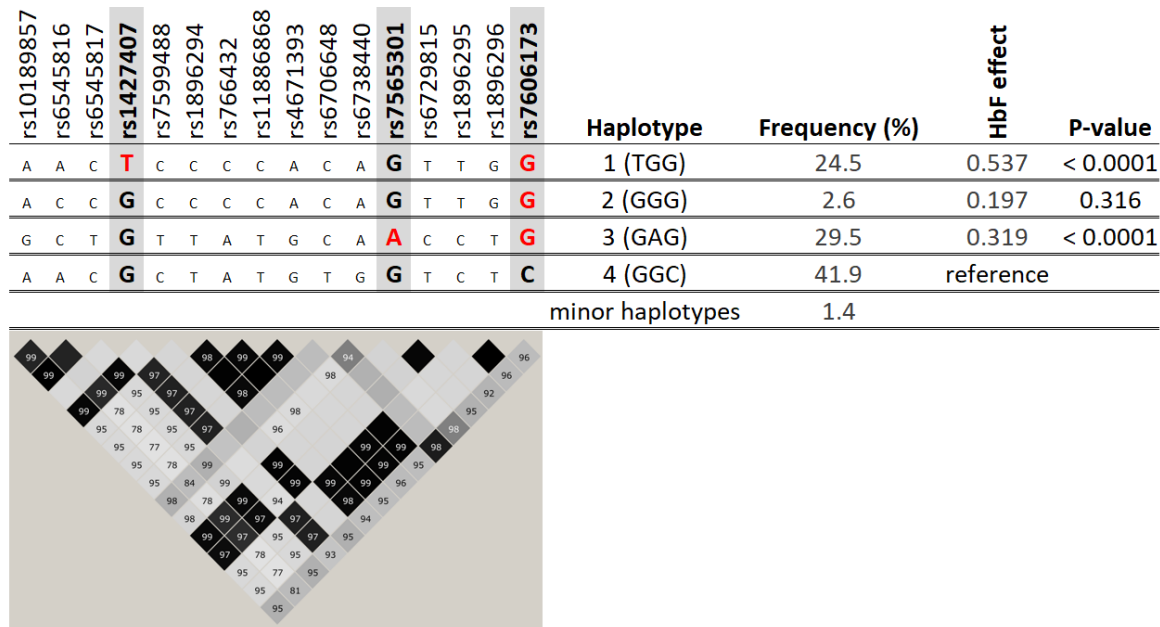 rs10189857 rs6545816 rs6545817 rs1427407 rs7599488 rs1896294 rs766432 rs11886868 rs4671393 rs6706648 rs6738440 rs7565301 rs6729815 rs1896295 rs1896296 rs7606173 Haplotype Frequency (%) HbF effect P-value
A A C T C C C C A C A G T T G G 1 (TGG) 24.5 0.537 < 0.0001
A C C G C C C C A C A G T T G G 2 (GGG) 2.6 0.197 0.316
G C T G T T A T G C A A C C T G 3 (GAG) 29.5 0.319 < 0.0001
A A C G C T A T G T G G T C T C 4 (GGC) 41.9 reference
minor haplotypes 1.4
99 98 99 99 94 96
99 99 97 98 96
99 95 97 98 92
99 78 95 97 98 95
95 78 95 97 96 98
95 77 95 99 99 98
95 78 99 99 99 95
95 84 99 99 99 99 96
98 78 99 94 98 95
98 99 97 97 94
99 97 95 97 95
97 78 95 93
95 77 95
95 81
95